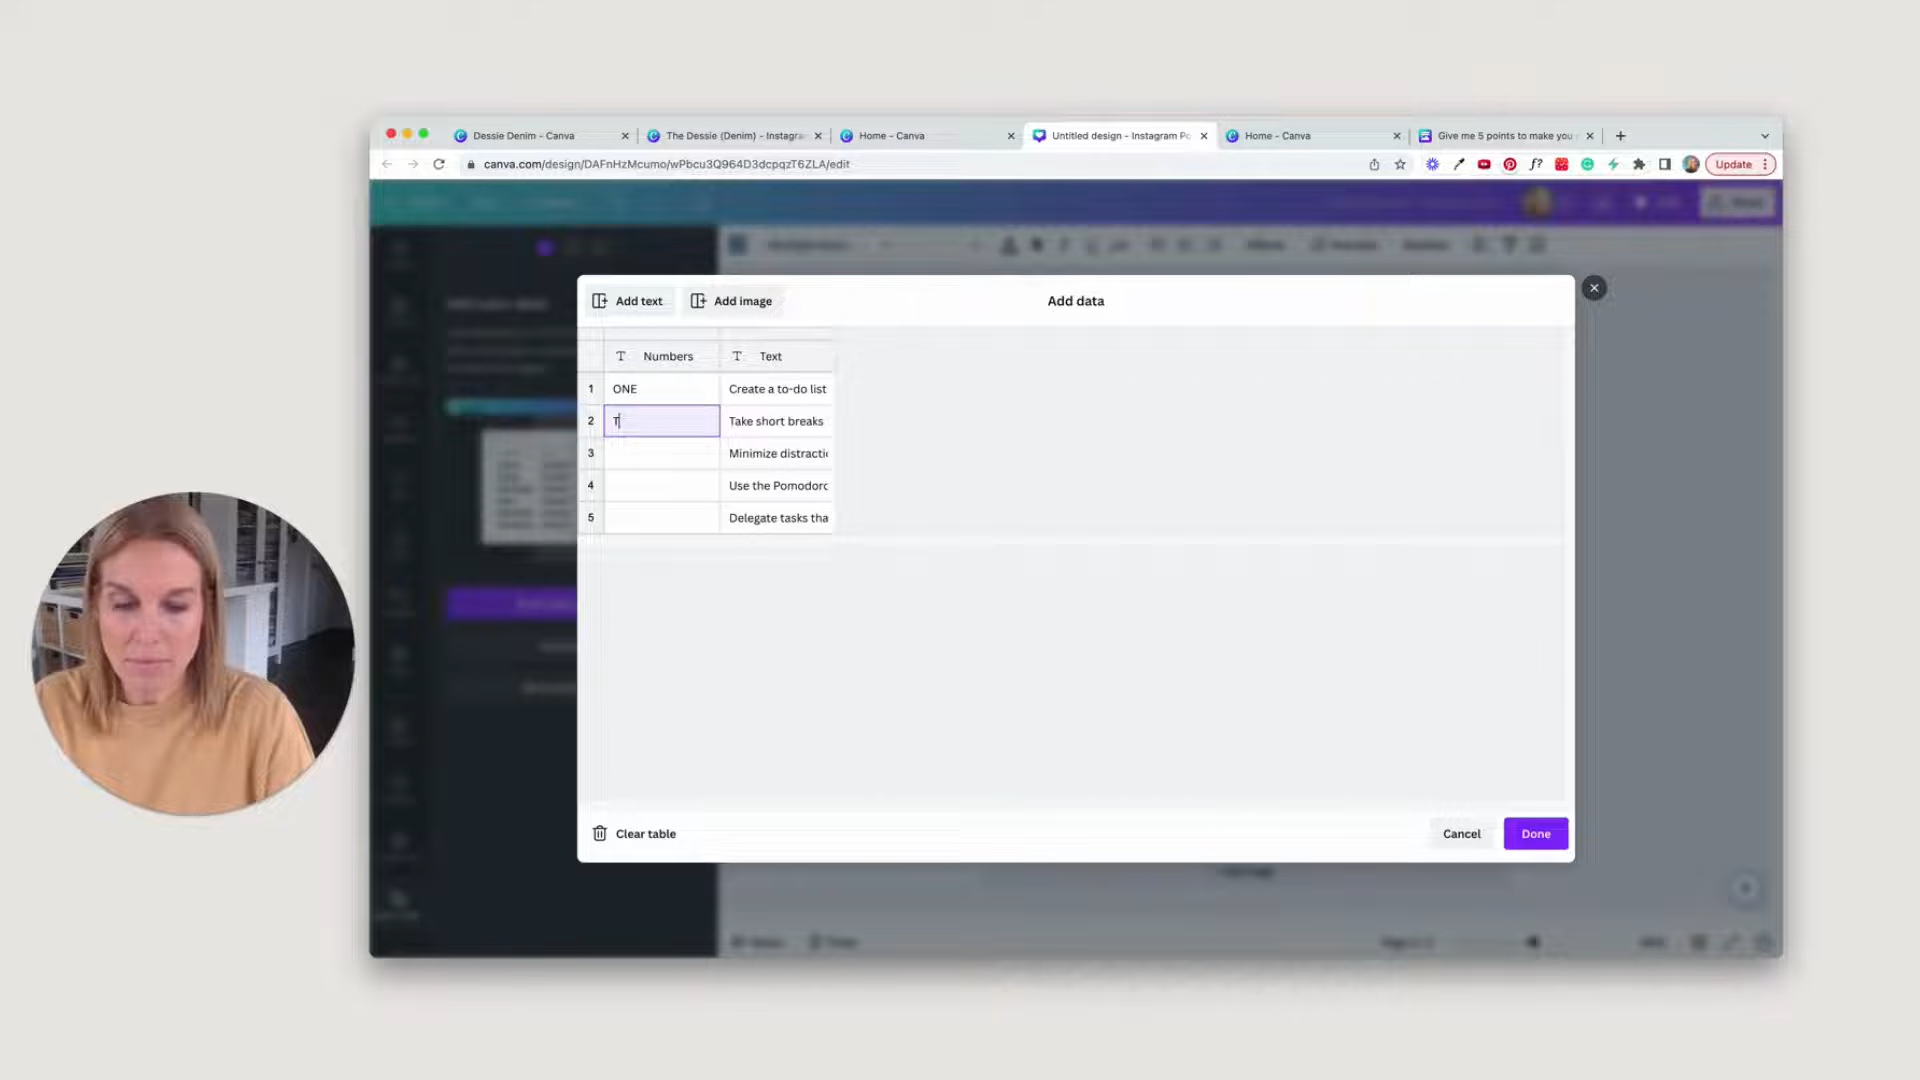 Dessie Denim - Canva
The Dessie (Denim) - Instagra
Home - Canva
Untitled design - Instagram Po
Home - Canva
Give me 5 points to make you
canva.com/design/DAFnHzMcumo/wPbcu3Q964D3dcpqzT6ZLA/edit
f?
Update
Add text
Add image
Add data
T Numbers
T Text
1 ONE Create a to-do list
2 T Take short breaks
3 Minimize distractio
4 Use the Pomodoro
5 Delegate tasks tha
Clear table
Cancel
Done